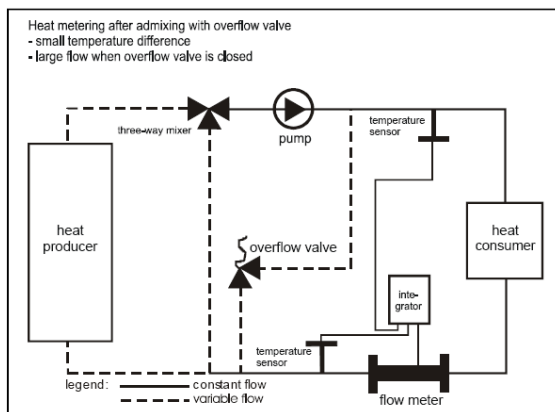 Heat metering after admixing with overflow valve
- small temperature difference
- large flow when overflow valve is closed
three-way mixer
pump
temperature
sensor
heat
producer
overflow valve
heat
consumer
inte-
grator
temperature
sensor
flow meter
legend: constant flow
variable flow